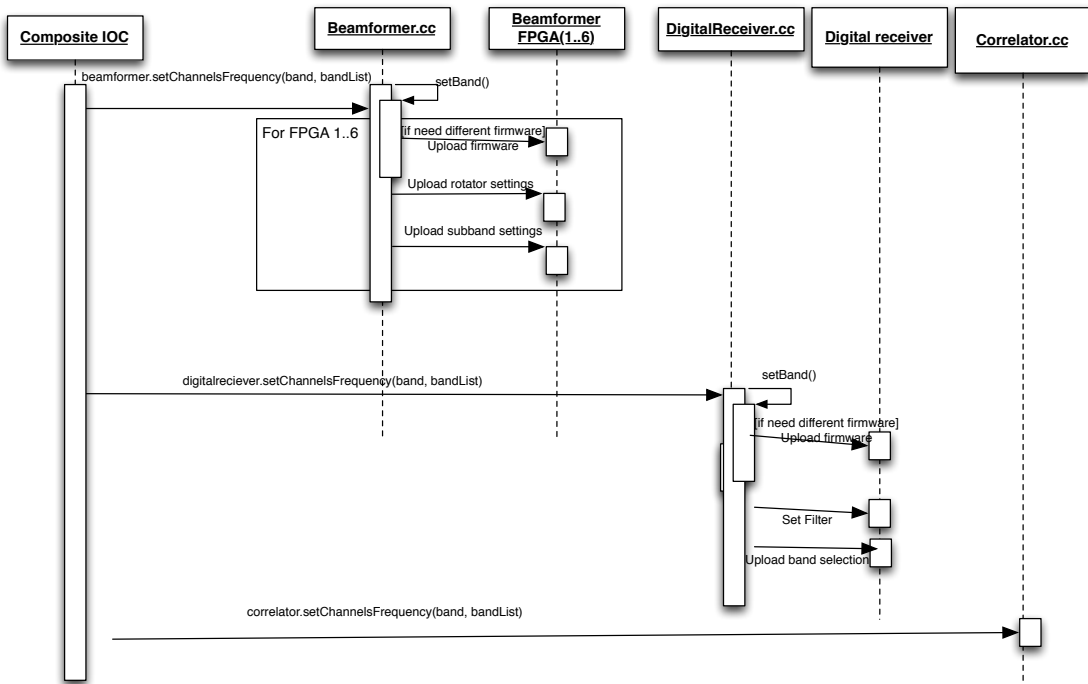 Composite IOC
Beamformer.cc
Beamformer
FPGA(1..6)
DigitalReceiver.cc
Digital receiver
Correlator.cc
beamformer.setChannelsFrequency(band, bandList)
setBand()
For FPGA 1..6
[if need different firmware]
Upload firmware
Upload rotator settings
Upload subband settings
digitalreciever.setChannelsFrequency(band, bandList)
setBand()
[if need different firmware]
Upload firmware
Set Filter
Upload band selection
correlator.setChannelsFrequency(band, bandList)